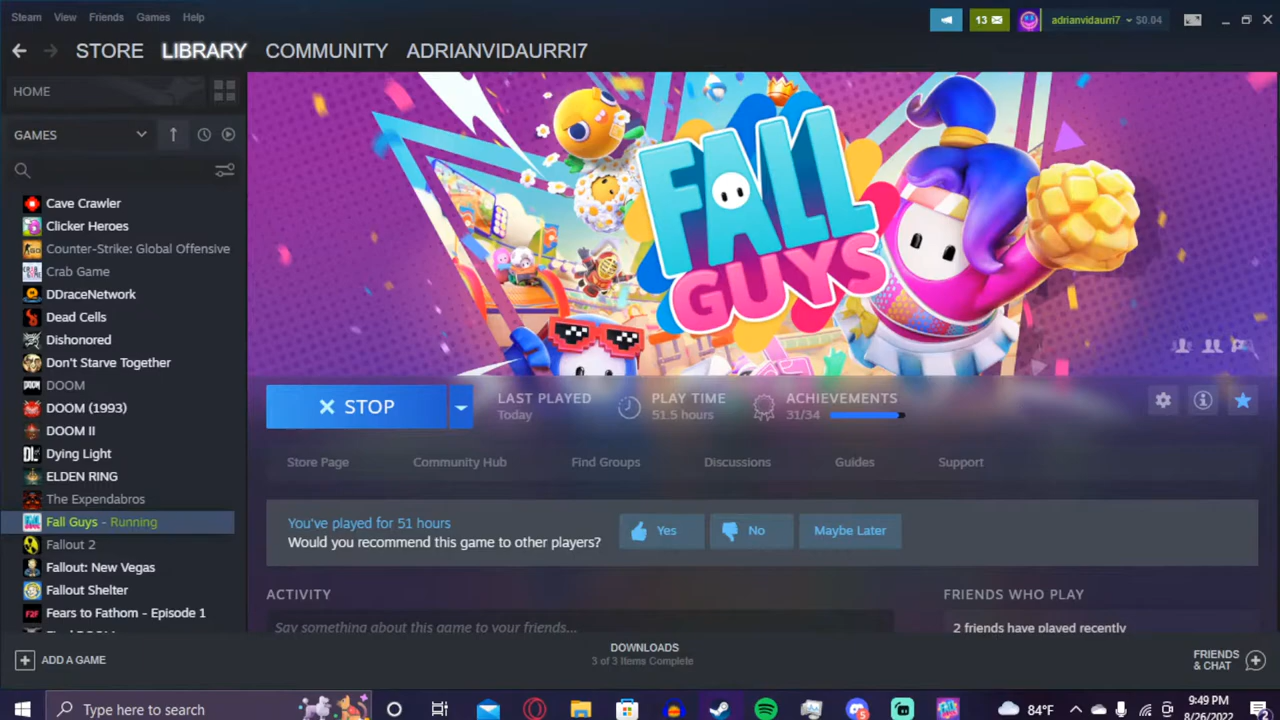 Steam View Friends Games Help
13
adrianvidaurri7 $0.04
STORE LIBRARY COMMUNITY ADRIANVIDAURRI7
HOME
GAMES
Cave Crawler
Clicker Heroes
Counter-Strike: Global Offensive
Crab Game
DDraceNetwork
Dead Cells
Dishonored
Don't Starve Together
DOOM
DOOM (1993)
DOOM II
Dying Light
ELDEN RING
The Expendabros
Fall Guys - Running
Fallout 2
Fallout: New Vegas
Fallout Shelter
Fears to Fathom - Episode 1
FALL
GUYS
STOP
LAST PLAYED
Today
PLAY TIME
51.5 hours
ACHIEVEMENTS
31/34
Store Page Community Hub Find Groups Discussions Guides Support
You've played for 51 hours
Would you recommend this game to other players?
Yes No Maybe Later
ACTIVITY
Say something about this game to your friends...
FRIENDS WHO PLAY
2 friends have played recently
ADD A GAME
DOWNLOADS
3 of 3 Items Complete
FRIENDS
& CHAT
Type here to search
84°F
9:49 PM
8/26/2022